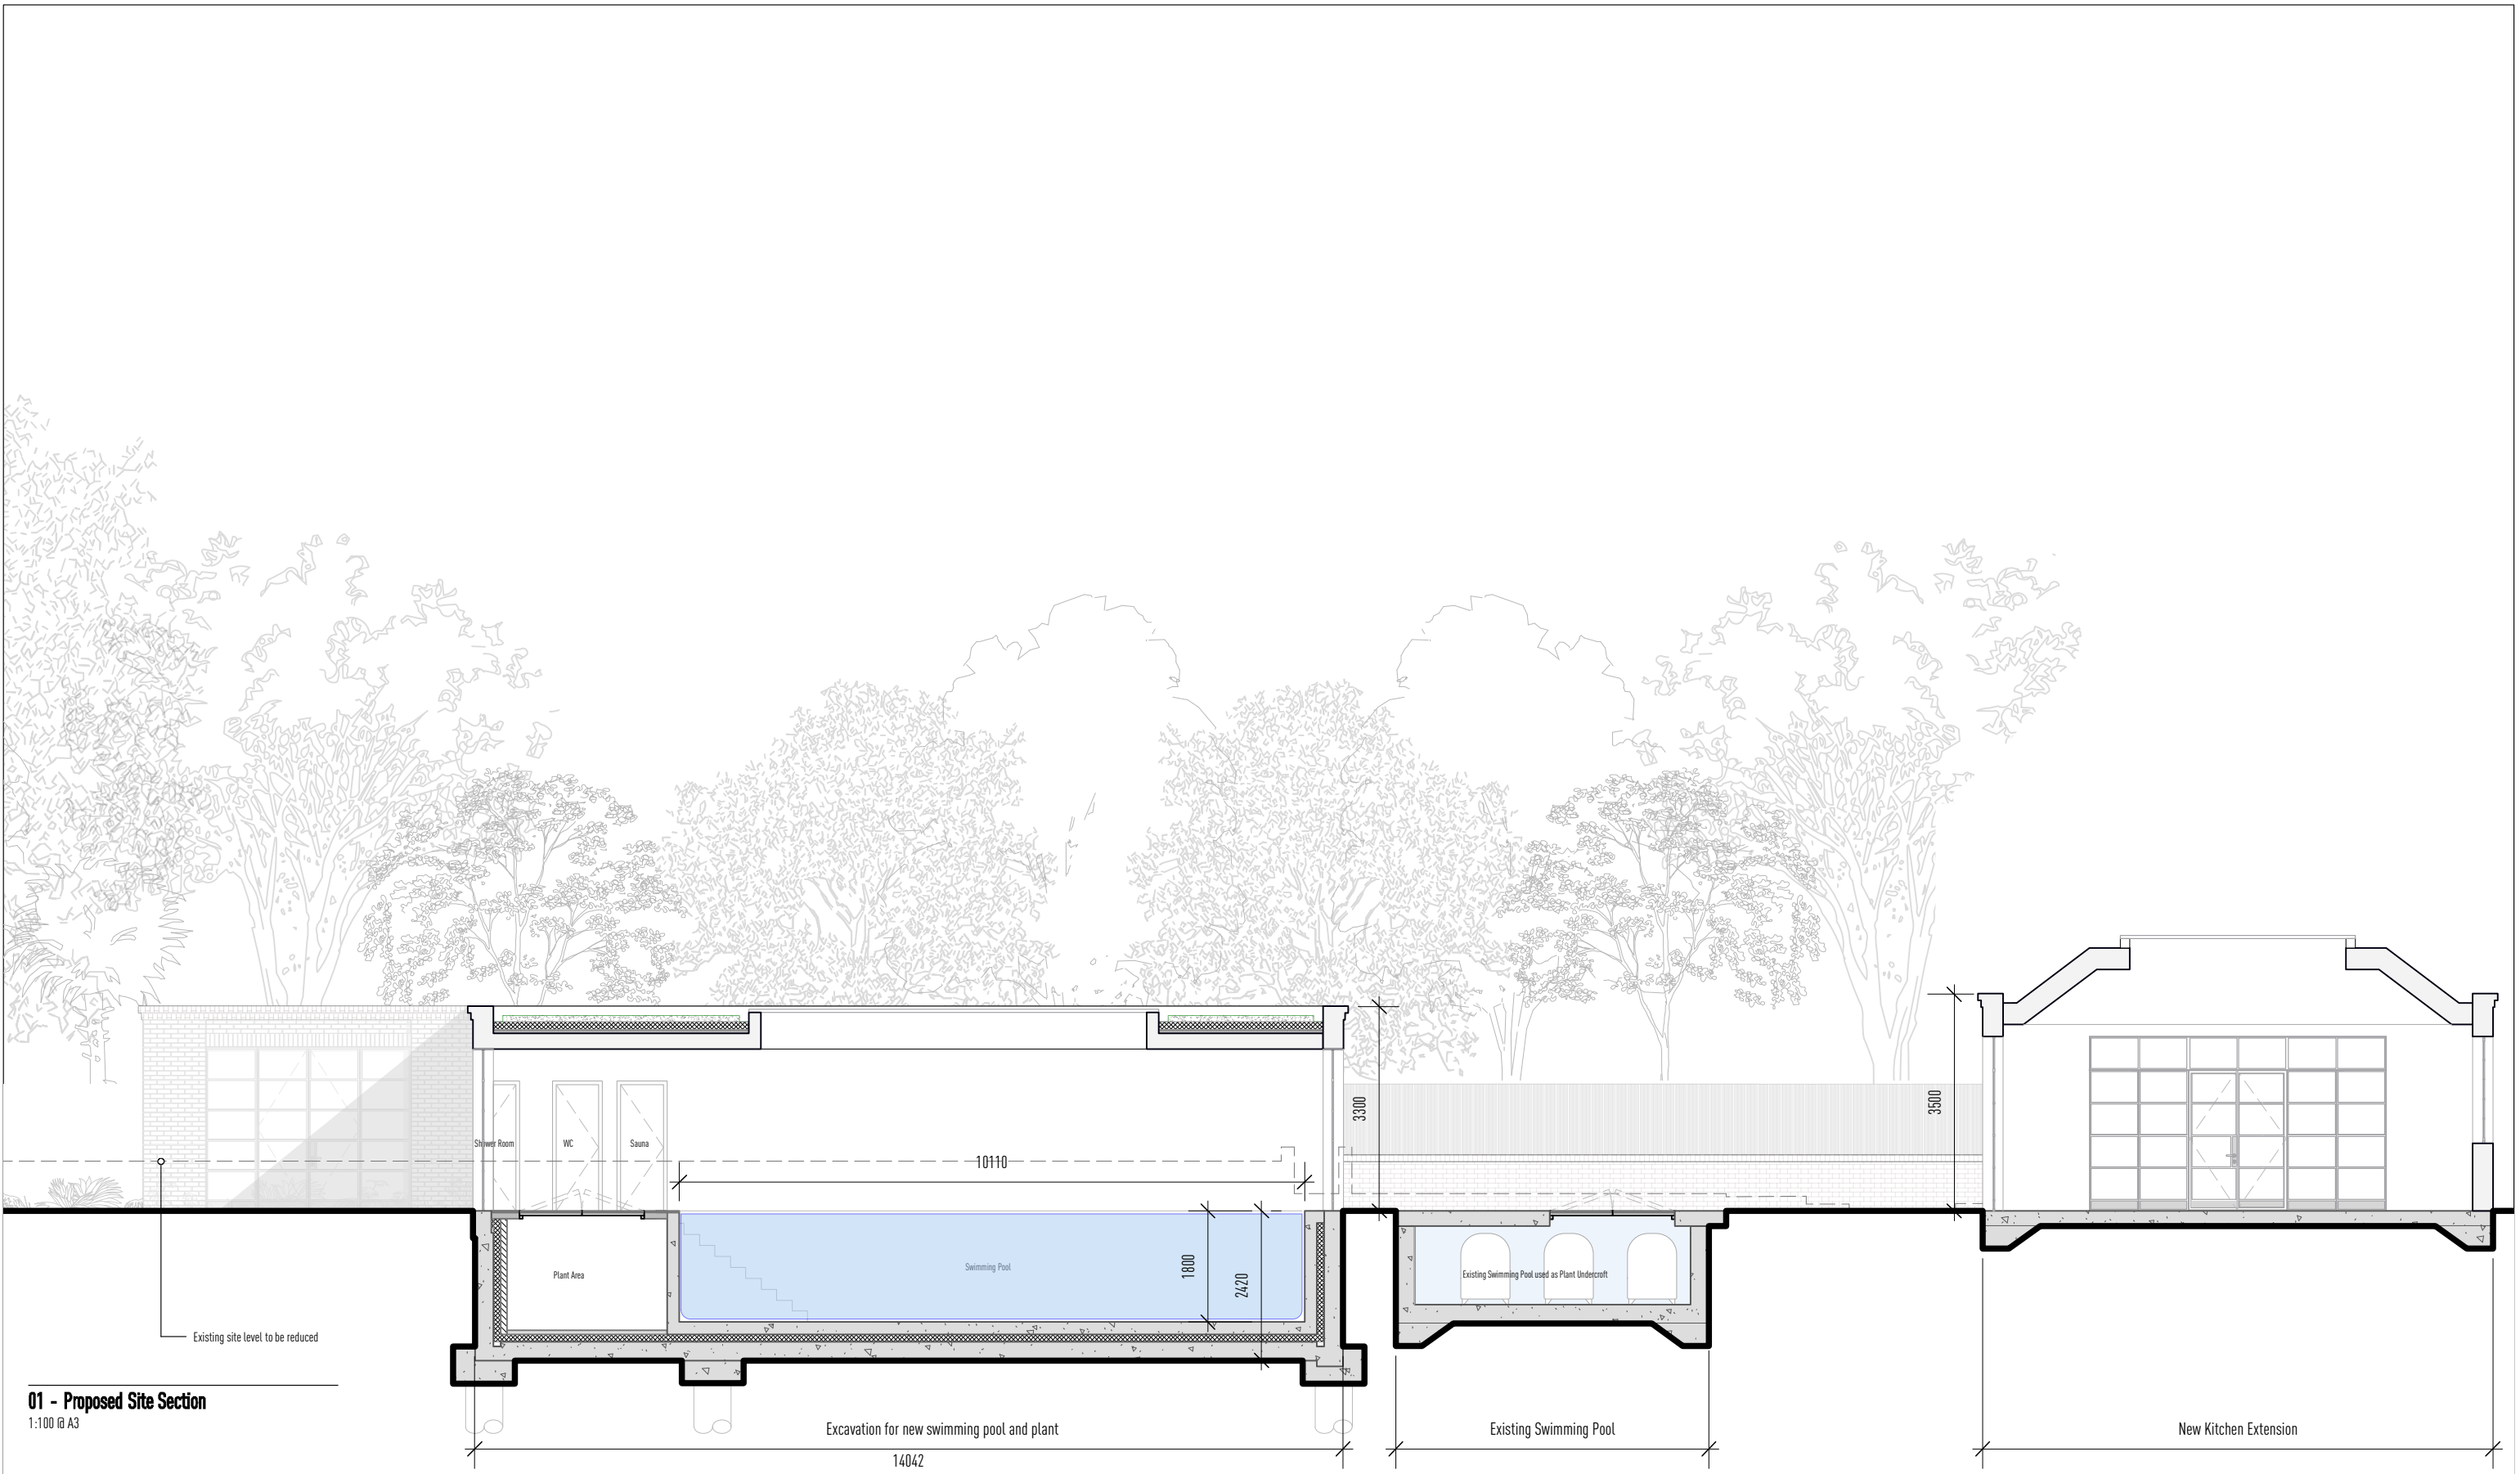 3300
3500
Shower Room
WC
Sauna
10110
1800
2420
Plant Area
Swimming Pool
Existing Swimming Pool used as Plant Undercroft
Existing site level to be reduced
01 - Proposed Site Section
1:100 @ A3
Excavation for new swimming pool and plant
14042
Existing Swimming Pool
New Kitchen Extension